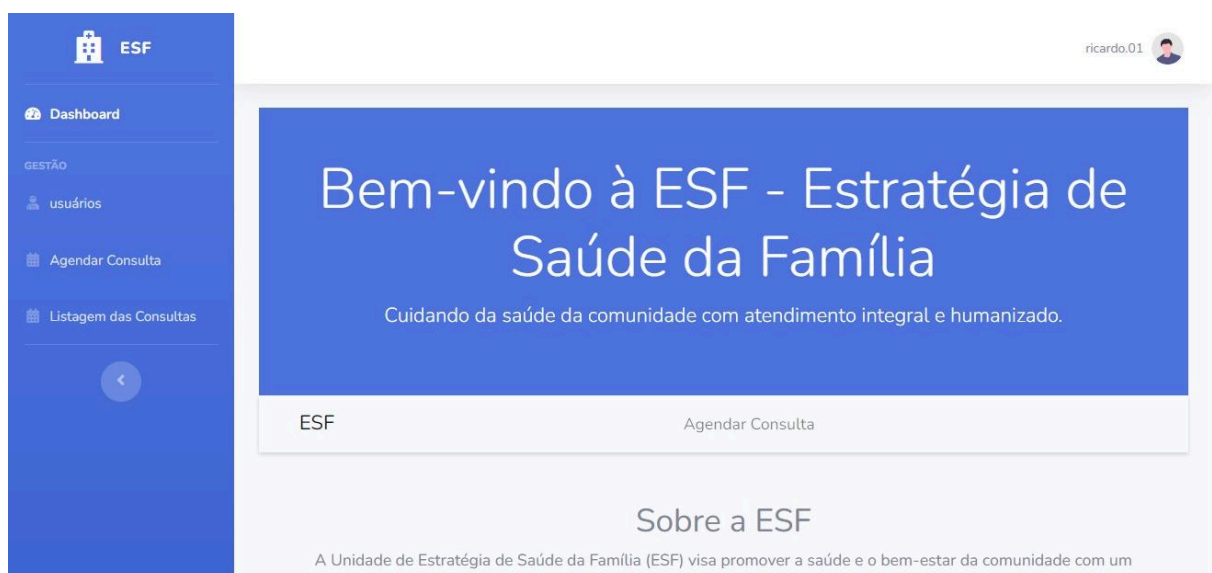 ESF
ricardo.01
Dashboard
GESTÃO
usuários
Agendar Consulta
Listagem das Consultas
Bem-vindo à ESF - Estratégia de
Saúde da Família
Cuidando da saúde da comunidade com atendimento integral e humanizado.
ESF
Agendar Consulta
Sobre a ESF
A Unidade de Estratégia de Saúde da Família (ESF) visa promover a saúde e o bem-estar da comunidade com um